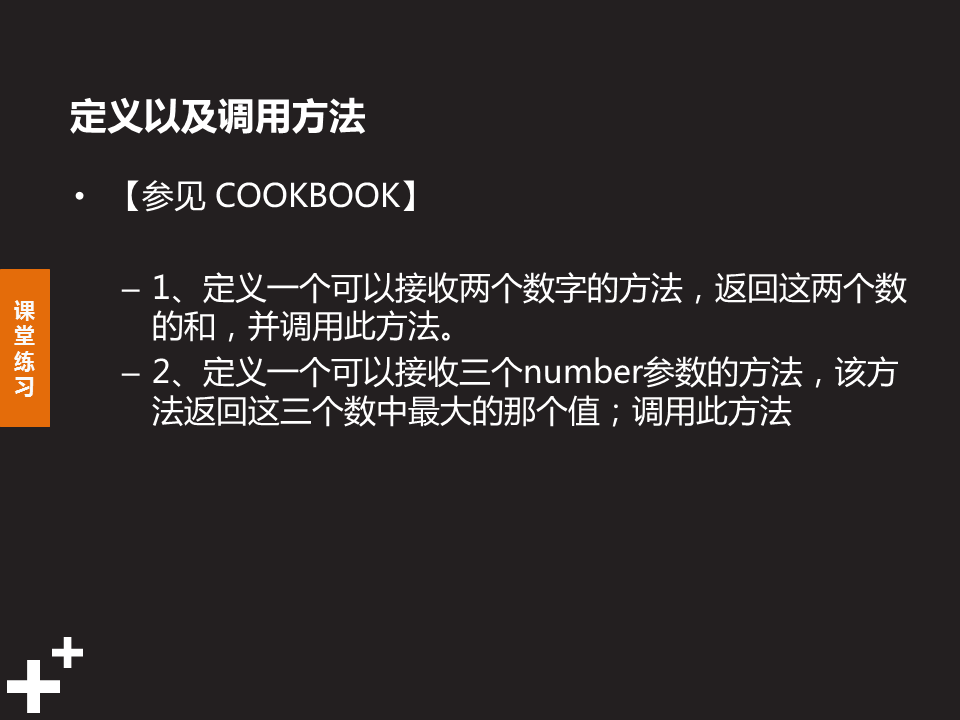 定义以及调用方法
• 【参见 COOKBOOK】
– 1、定义一个可以接收两个数字的方法，返回这两个数
的和，并调用此方法。
– 2、定义一个可以接收三个number参数的方法，该方
法返回这三个数中最大的那个值；调用此方法
课
堂
练
习